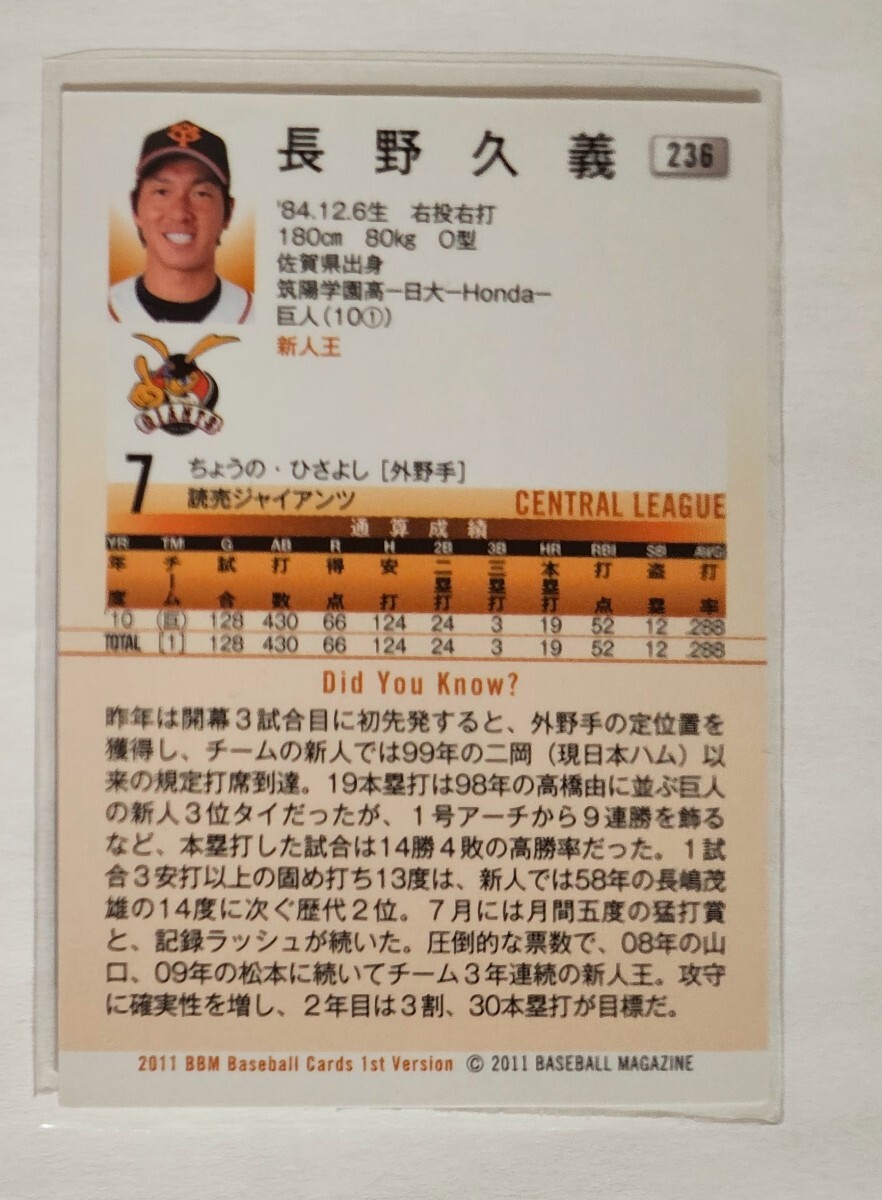 長野久義 236
'84.12.6生 右投右打
180cm 80kg O型
佐賀県出身
筑陽学園高ー日大ーHondaー
巨人(10①)
新人王
GIANTS
7 ちょうの・ひさよし [外野手]
読売ジャイアンツ CENTRAL LEAGUE
通算成績
YR TM G AB R H 2B 3B HR RBI SB AVG
年度 チーム 試合 打数 得点 安打 二塁打 三塁打 本塁打 打点 盗塁 打率
10 (巨) 128 430 66 124 24 3 19 52 12 .288
TOTAL [1] 128 430 66 124 24 3 19 52 12 .288
Did You Know?
昨年は開幕3試合目に初先発すると、外野手の定位置を
獲得し、チームの新人では99年の二岡（現日本ハム）以
来の規定打席到達。19本塁打は98年の高橋由に並ぶ巨人
の新人3位タイだったが、1号アーチから9連勝を飾る
など、本塁打した試合は14勝4敗の高勝率だった。1試
合3安打以上の固め打ち13度は、新人では58年の長嶋茂
雄の14度に次ぐ歴代2位。7月には月間五度の猛打賞
と、記録ラッシュが続いた。圧倒的な票数で、08年の山
口、09年の松本に続いてチーム3年連続の新人王。攻守
に確実性を増し、2年目は3割、30本塁打が目標だ。
2011 BBM Baseball Cards 1st Version © 2011 BASEBALL MAGAZINE